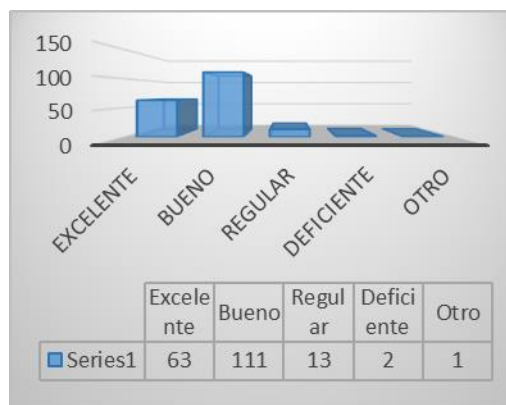 150
100
50
0
EXCELENTE
BUENO
REGULAR
DEFICIENTE
OTRO
Excele Bueno Regul Defici Otro
nte ar ente
Series1 63 111 13 2 1